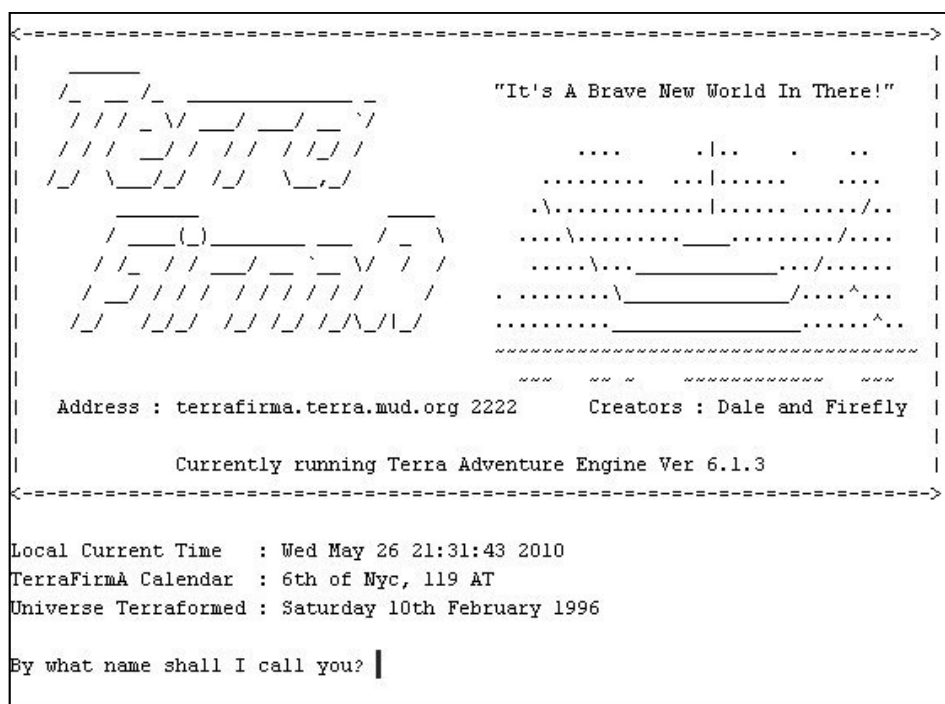 Terra
"It's A Brave New World In There!"
FirmA
Address : terrafirma.terra.mud.org 2222 Creators : Dale and Firefly
Currently running Terra Adventure Engine Ver 6.1.3
Local Current Time : Wed May 26 21:31:43 2010
TerraFirmA Calendar : 6th of Nyc, 119 AT
Universe Terraformed : Saturday 10th February 1996
By what name shall I call you?